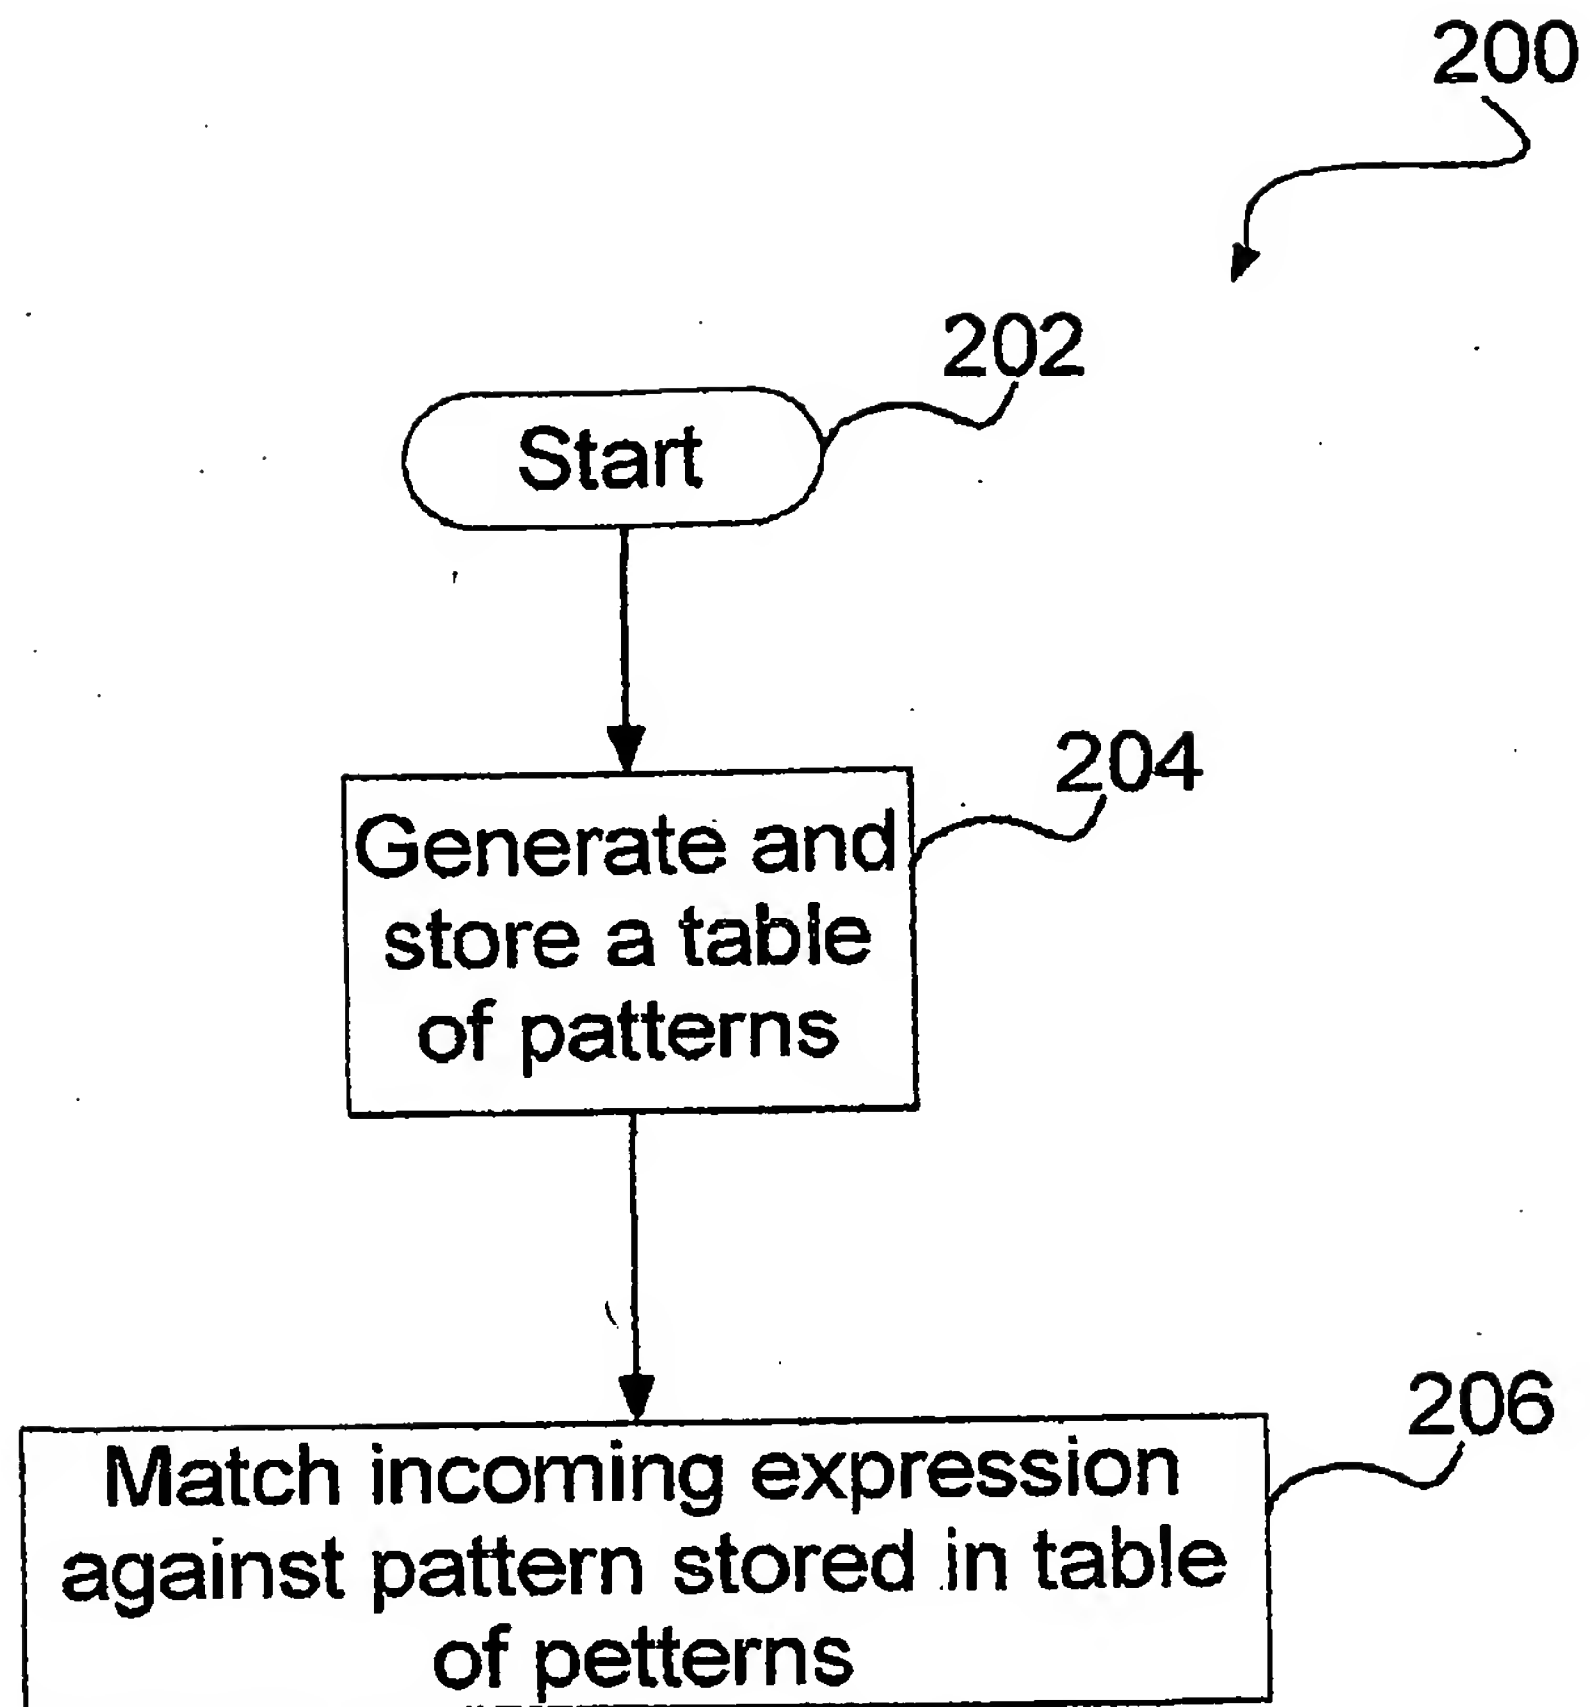 200
202
Start
204
Generate and
store a table
of patterns
206
Match incoming expression
against pattern stored in table
of petterns